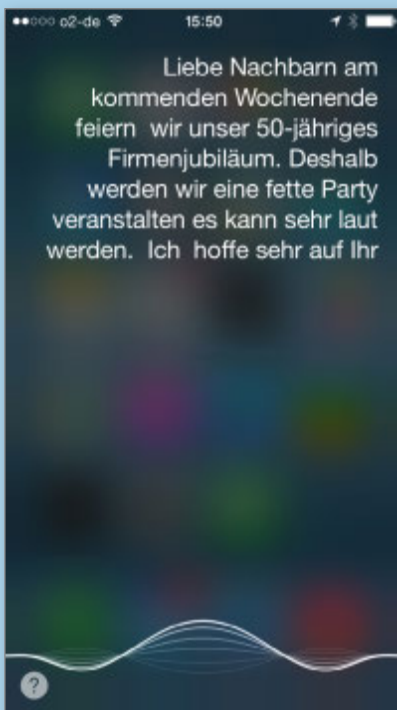 o2-de 15:50
Liebe Nachbarn am
kommenden Wochenende
feiern wir unser 50-jähriges
Firmenjubiläum. Deshalb
werden wir eine fette Party
veranstalten es kann sehr laut
werden. Ich hoffe sehr auf Ihr
?